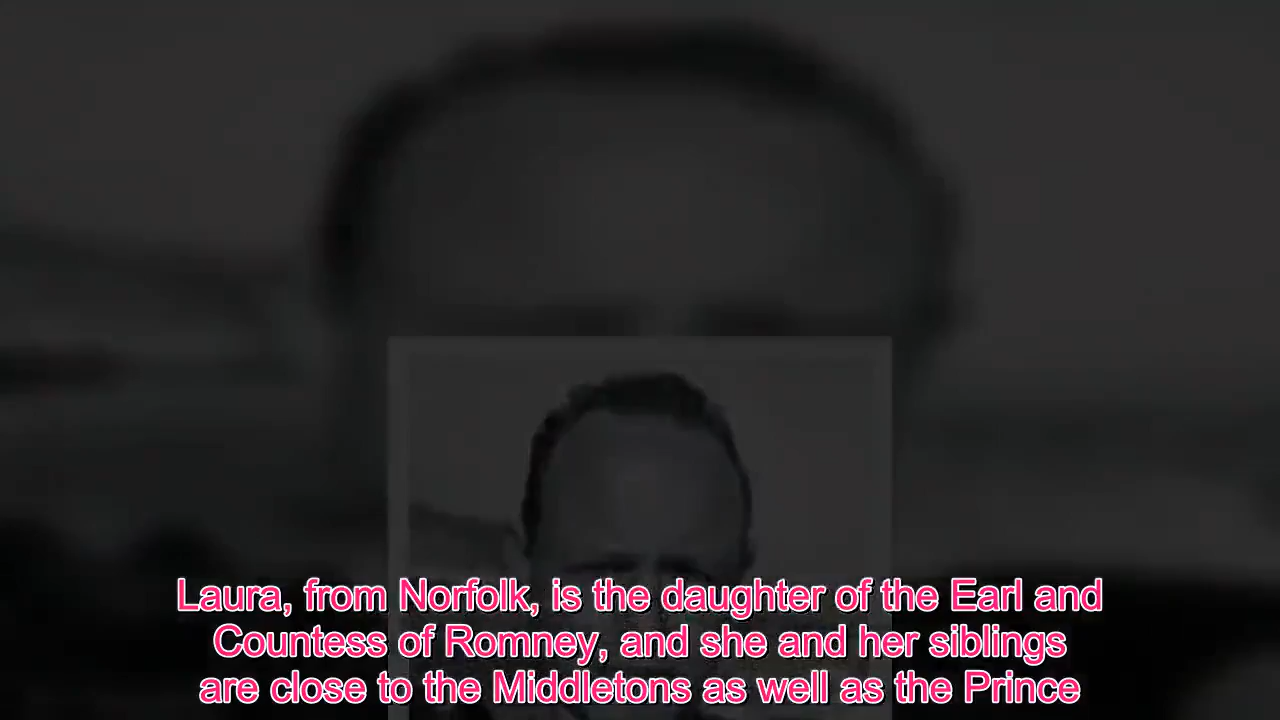 Laura, from Norfolk, is the daughter of the Earl and
Countess of Romney, and she and her siblings
are close to the Middletons as well as the Prince